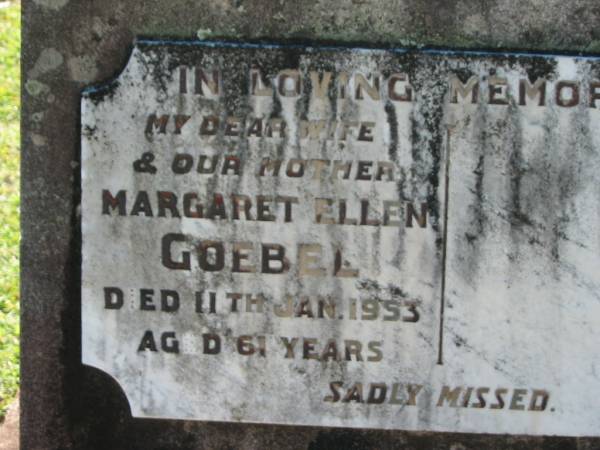 IN LOVING MEMOR
MY DEAR WIFE
& OUR MOTHER
MARGARET ELLEN
GOEBEL
DIED 11TH JAN. 1953
AGED 61 YEARS
SADLY MISSED.